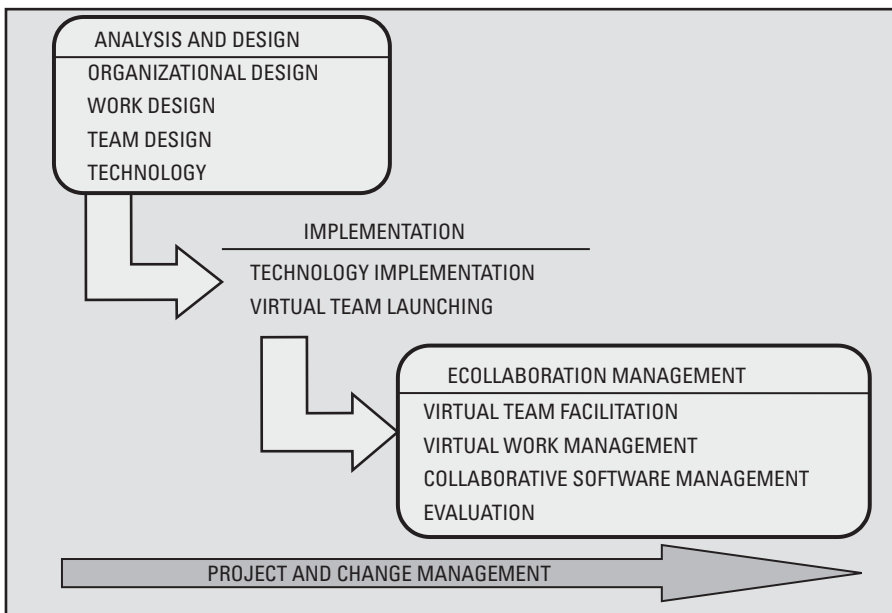 ANALYSIS AND DESIGN
ORGANIZATIONAL DESIGN
WORK DESIGN
TEAM DESIGN
TECHNOLOGY
IMPLEMENTATION
TECHNOLOGY IMPLEMENTATION
VIRTUAL TEAM LAUNCHING
ECOLLABORATION MANAGEMENT
VIRTUAL TEAM FACILITATION
VIRTUAL WORK MANAGEMENT
COLLABORATIVE SOFTWARE MANAGEMENT
EVALUATION
PROJECT AND CHANGE MANAGEMENT